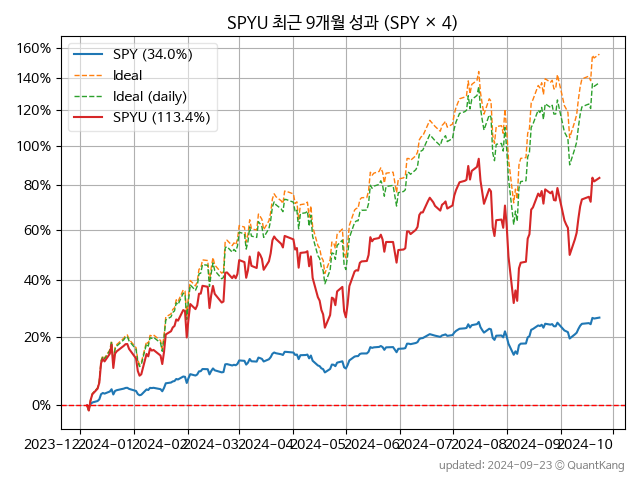 SPYU 최근 9개월 성과 (SPY × 4)
SPY (34.0%)
Ideal
Ideal (daily)
SPYU (113.4%)
160%
140%
120%
100%
80%
60%
40%
20%
0%
2023-12 2024-01 2024-02 2024-03 2024-04 2024-05 2024-06 2024-07 2024-08 2024-09 2024-10
updated: 2024-09-23 © QuantKang